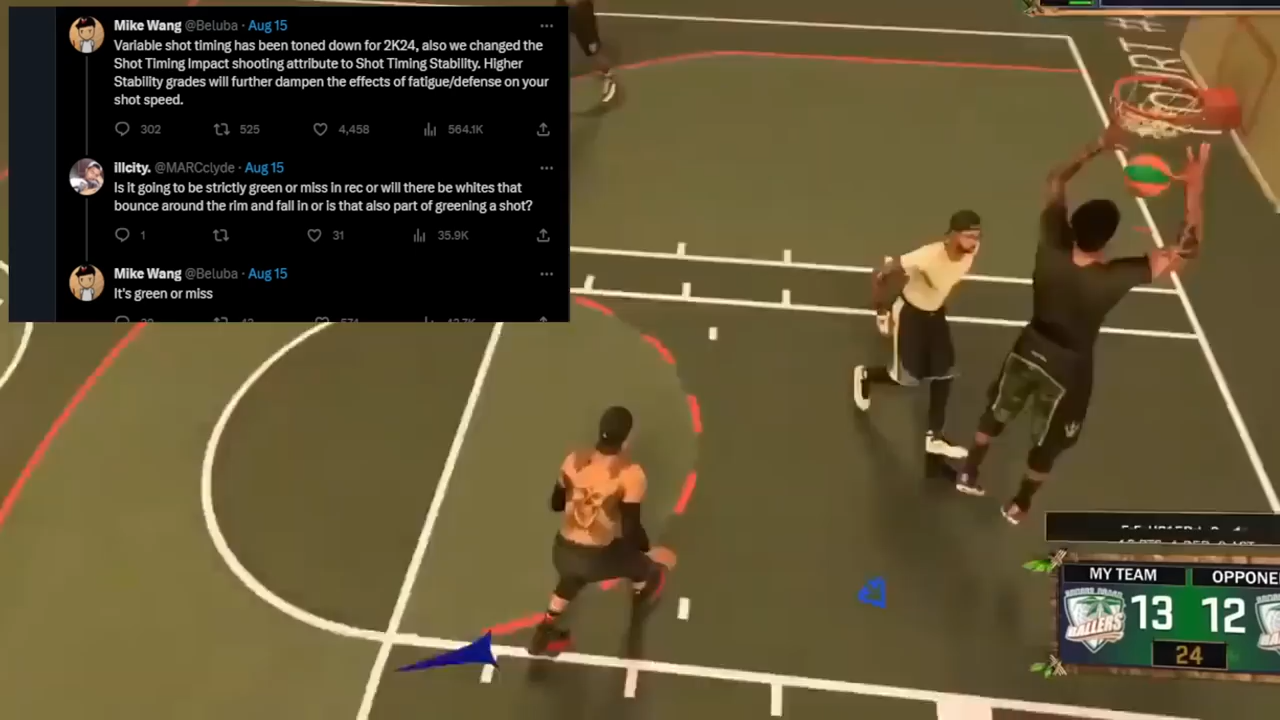 Mike Wang @Beluba · Aug 15
Variable shot timing has been toned down for 2K24, also we changed the
Shot Timing Impact shooting attribute to Shot Timing Stability. Higher
Stability grades will further dampen the effects of fatigue/defense on your
shot speed.
302 525 4,458 564.1K
illcity. @MARCclyde · Aug 15
Is it going to be strictly green or miss in rec or will there be whites that
bounce around the rim and fall in or is that also part of greening a shot?
1 31 35.9K
Mike Wang @Beluba · Aug 15
It's green or miss
MY TEAM OPPONE
BALLERS 13 12
24